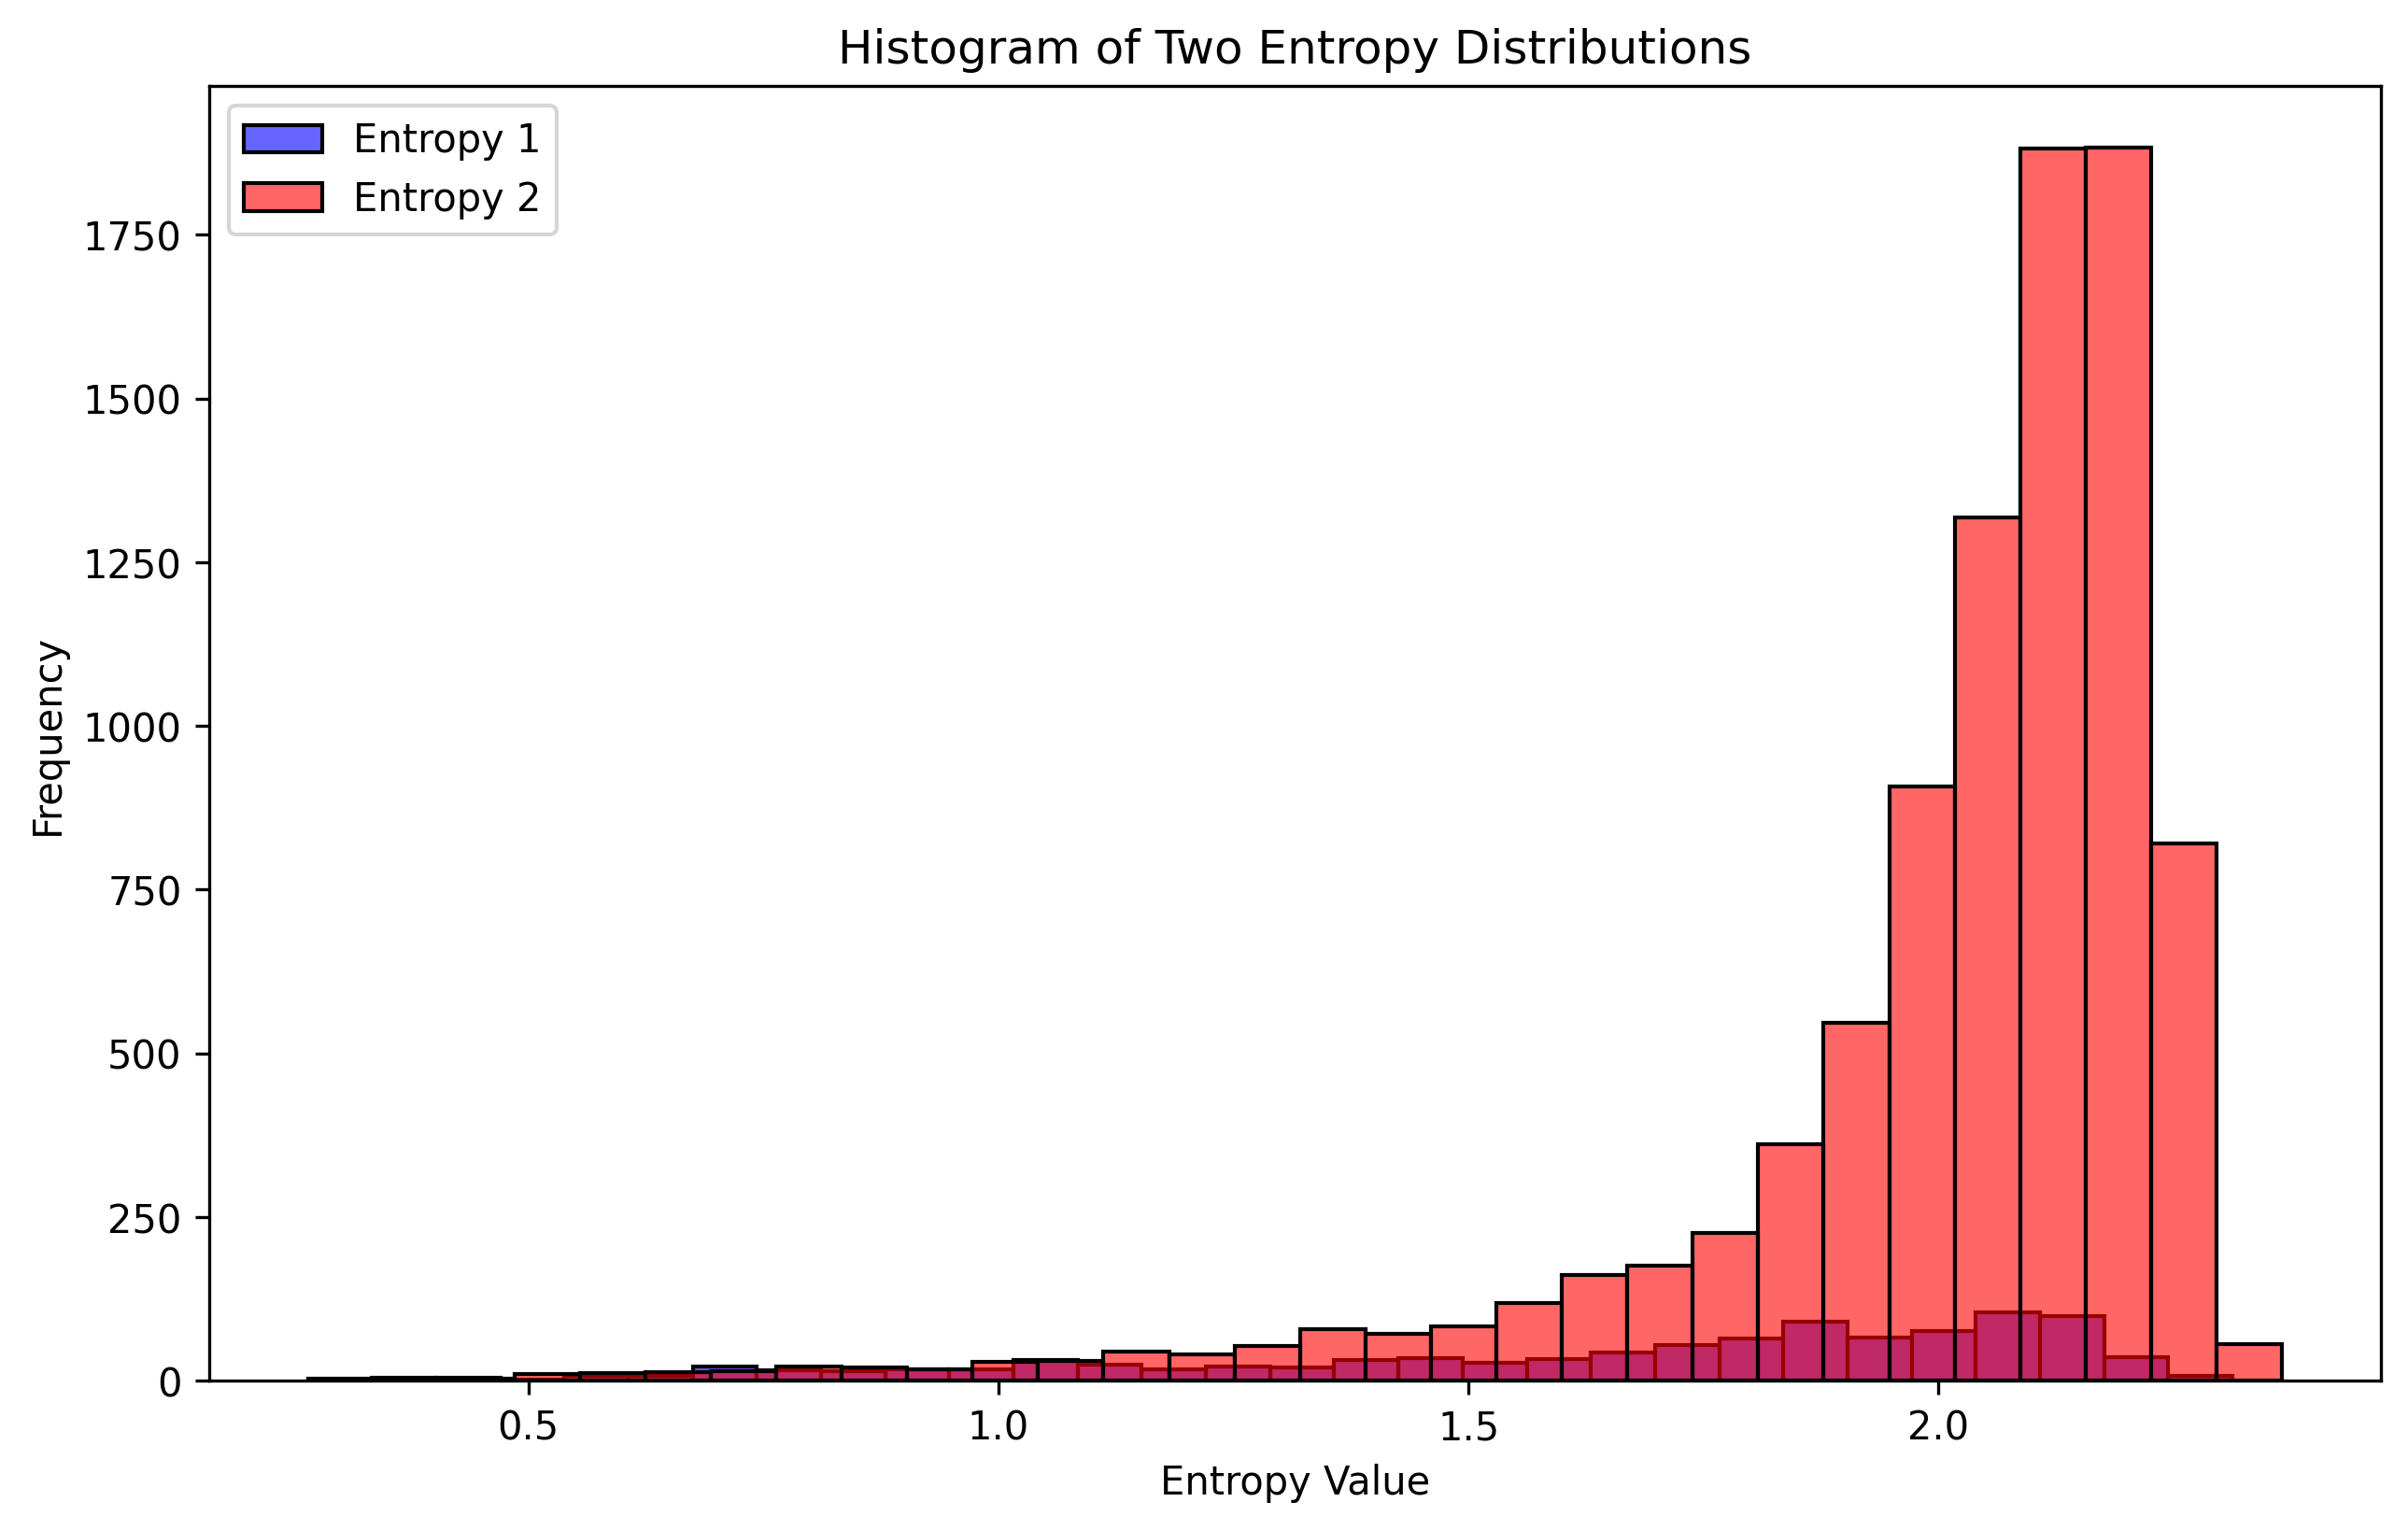 Histogram of Two Entropy Distributions
Entropy 1
Entropy 2
1750
1500
1250
1000
750
500
250
0
Frequency
0.5 1.0 1.5 2.0
Entropy Value